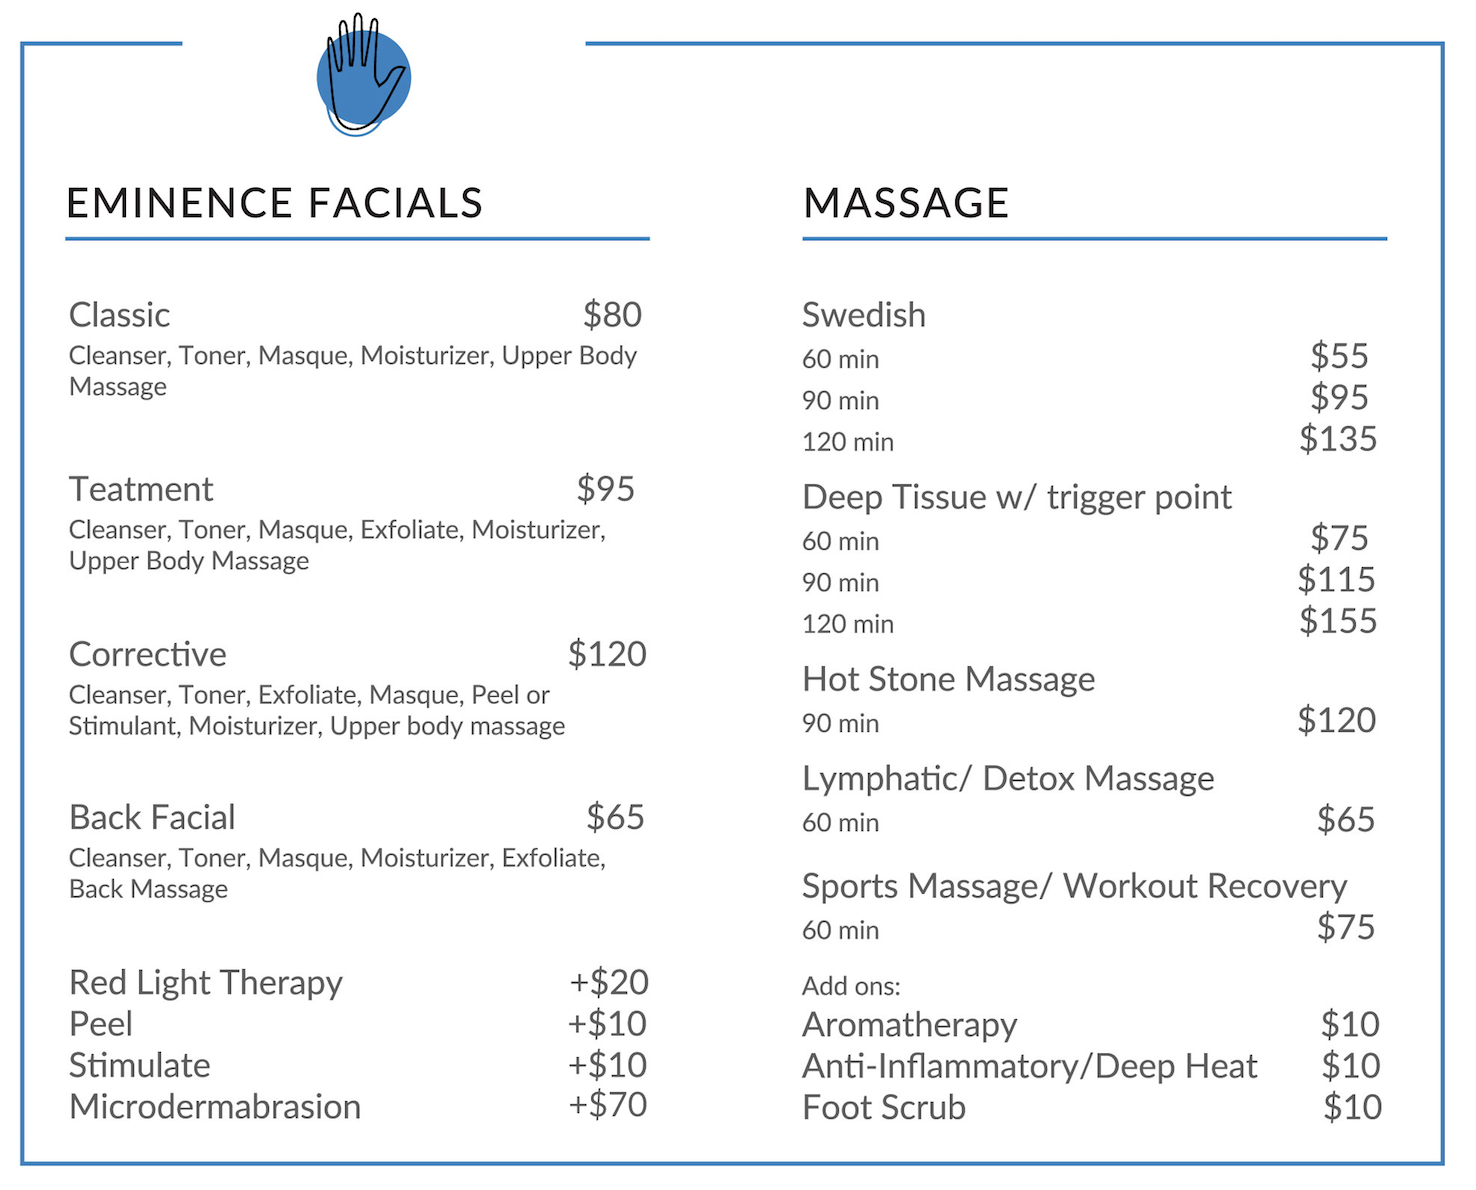 EMINENCE FACIALS
Classic $80
Cleanser, Toner, Masque, Moisturizer, Upper Body
Massage
Teatment $95
Cleanser, Toner, Masque, Exfoliate, Moisturizer,
Upper Body Massage
Corrective $120
Cleanser, Toner, Exfoliate, Masque, Peel or
Stimulant, Moisturizer, Upper body massage
Back Facial $65
Cleanser, Toner, Masque, Moisturizer, Exfoliate,
Back Massage
Red Light Therapy +$20
Peel +$10
Stimulate +$10
Microdermabrasion +$70
MASSAGE
Swedish
60 min $55
90 min $95
120 min $135
Deep Tissue w/ trigger point
60 min $75
90 min $115
120 min $155
Hot Stone Massage
90 min $120
Lymphatic/ Detox Massage
60 min $65
Sports Massage/ Workout Recovery
60 min $75
Add ons:
Aromatherapy $10
Anti-Inflammatory/Deep Heat $10
Foot Scrub $10